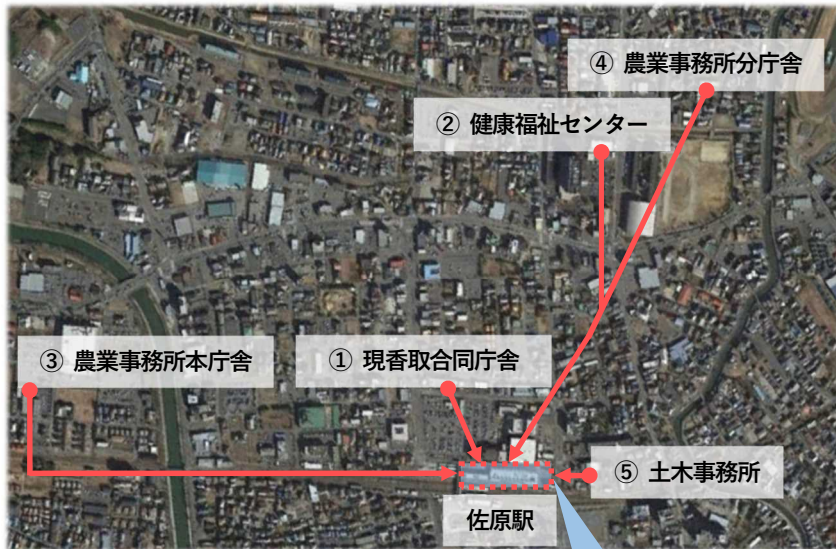 ④ 農業事務所分庁舎
② 健康福祉センター
③ 農業事務所本庁舎
① 現香取合同庁舎
⑤ 土木事務所
佐原駅